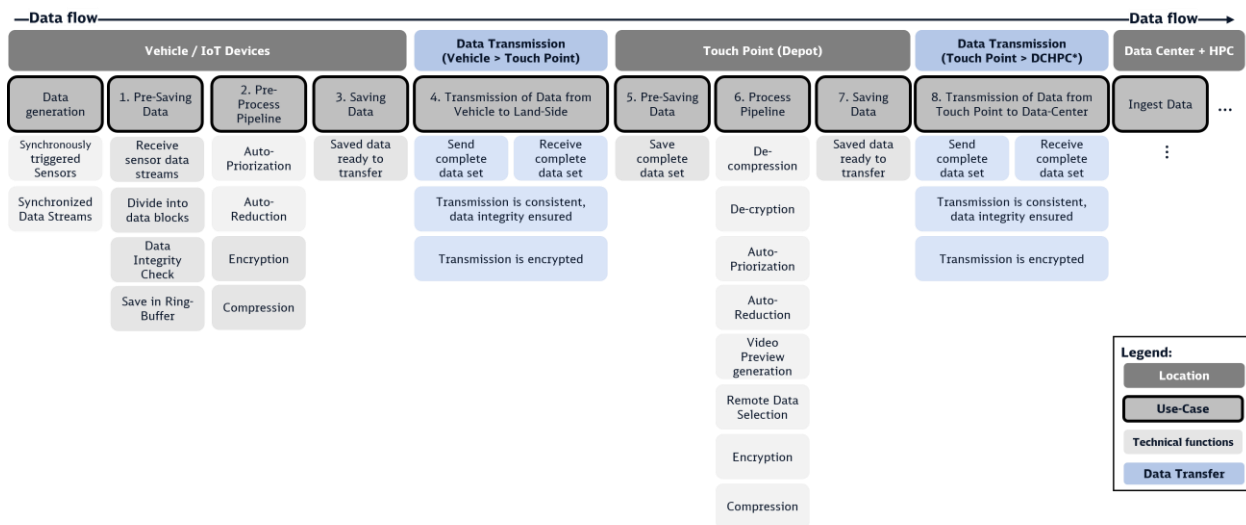 Data flow
Data flow
Vehicle / IoT Devices
Data Transmission
(Vehicle > Touch Point)
Touch Point (Depot)
Data Transmission
(Touch Point > DCHPC*)
Data Center + HPC
Data
generation
1. Pre-Saving
Data
2. Pre-
Process
Pipeline
3. Saving
Data
4. Transmission of Data from
Vehicle to Land-Side
5. Pre-Saving
Data
6. Process
Pipeline
7. Saving
Data
8. Transmission of Data from
Touch Point to Data-Center
Ingest Data
...
Synchronously
triggered
Sensors
Synchronized
Data Streams
Receive
sensor data
streams
Divide into
data blocks
Data
Integrity
Check
Save in Ring-
Buffer
Auto-
Priorization
Auto-
Reduction
Encryption
Compression
Saved data
ready to
transfer
Send
complete
data set
Receive
complete
data set
Transmission is consistent,
data integrity ensured
Transmission is encrypted
Save
complete
data set
De-
compression
De-cryption
Auto-
Priorization
Auto-
Reduction
Video
Preview
generation
Remote Data
Selection
Encryption
Compression
Saved data
ready to
transfer
Send
complete
data set
Receive
complete
data set
Transmission is consistent,
data integrity ensured
Transmission is encrypted
⋮
Legend:
Location
Use-Case
Technical functions
Data Transfer